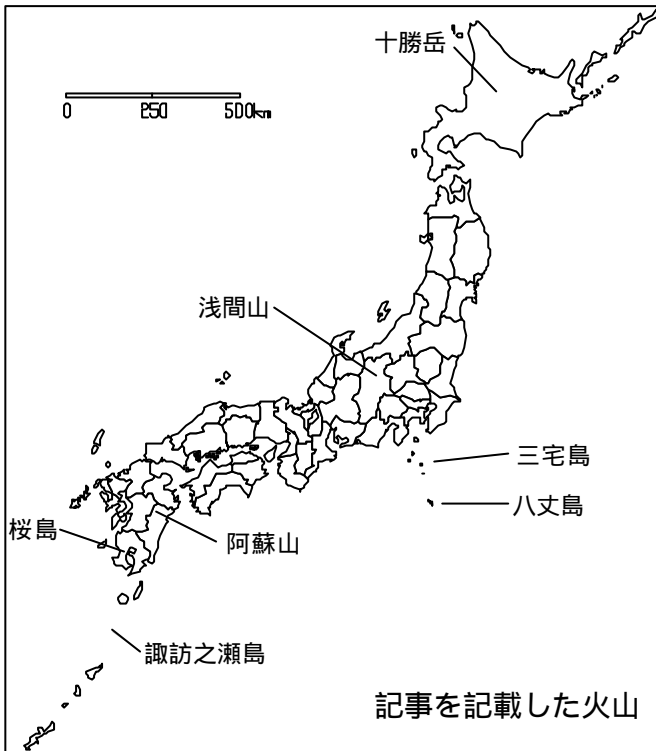 十勝岳
0 250 500km
浅間山
三宅島
八丈島
桜島
阿蘇山
諏訪之瀬島
記事を記載した火山